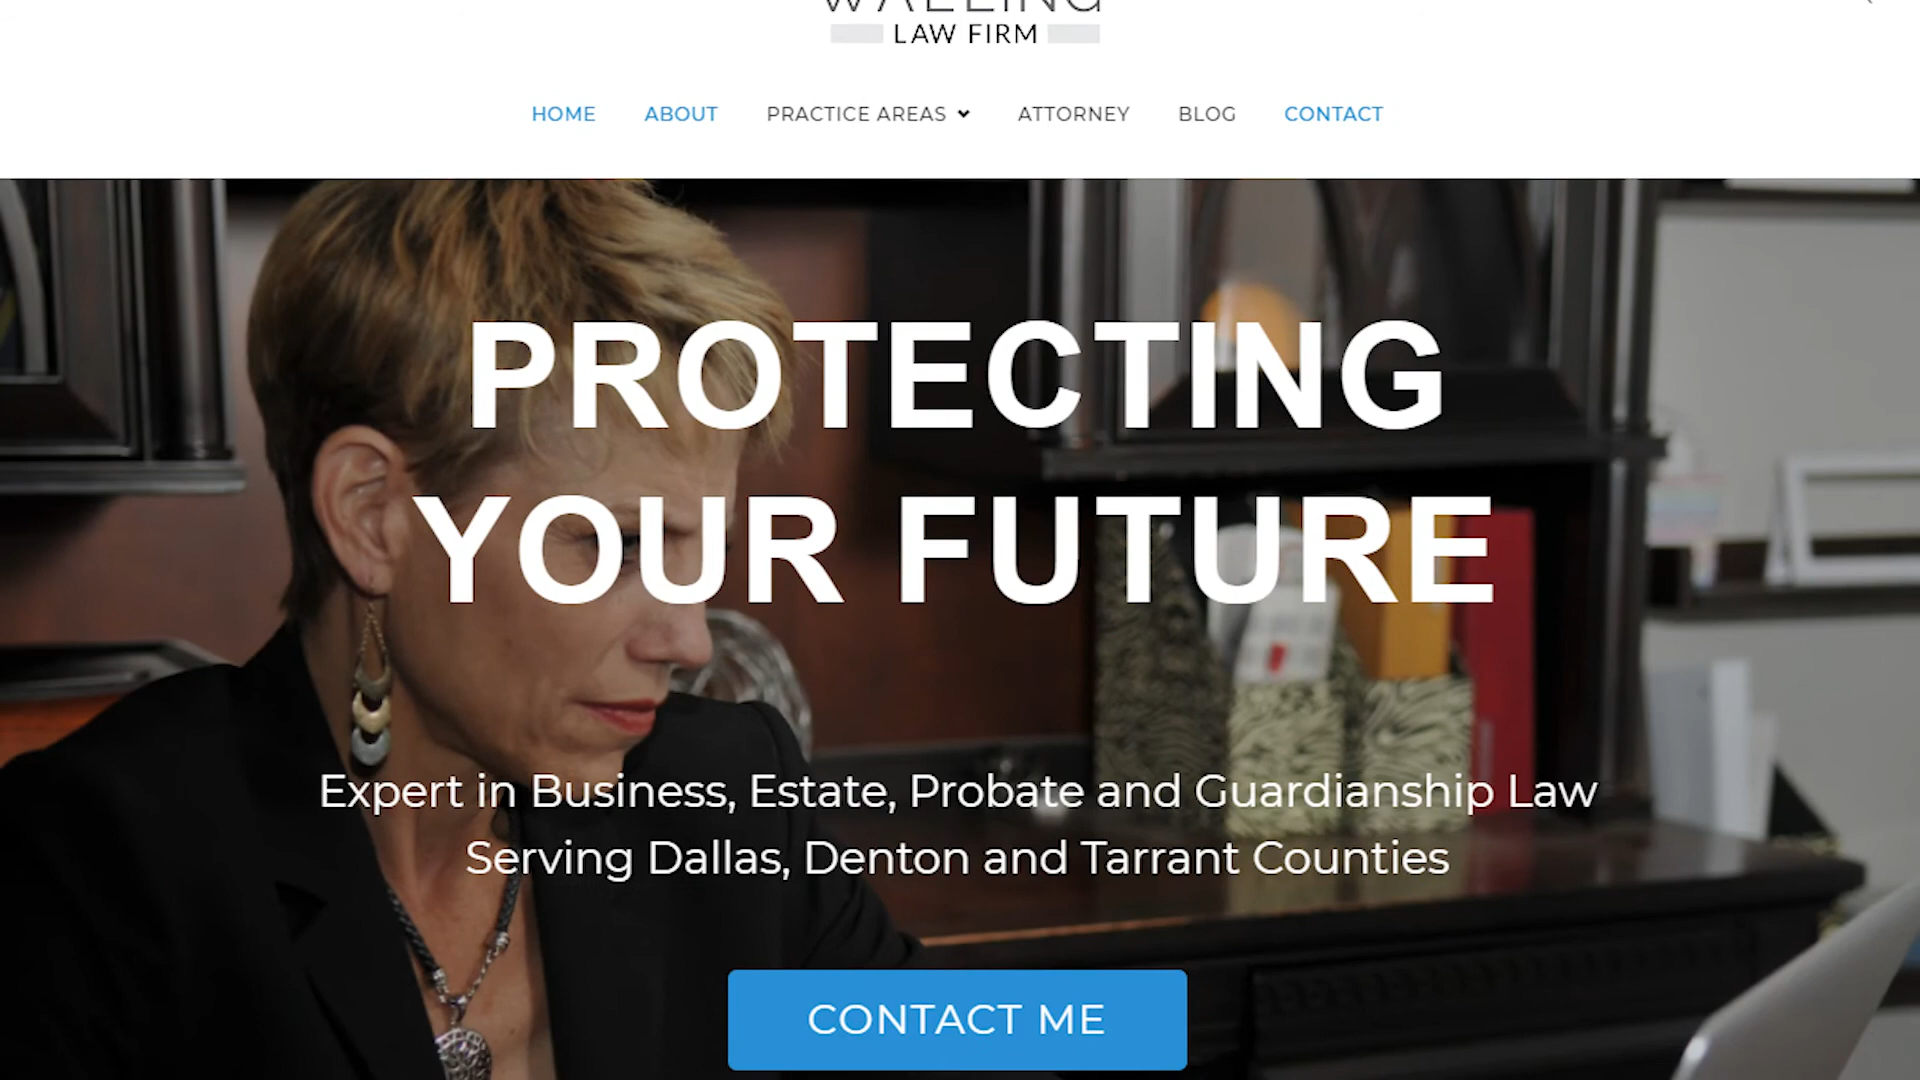 WALLING
LAW FIRM
HOME ABOUT PRACTICE AREAS ATTORNEY BLOG CONTACT
PROTECTING
YOUR FUTURE
Expert in Business, Estate, Probate and Guardianship Law
Serving Dallas, Denton and Tarrant Counties
CONTACT ME